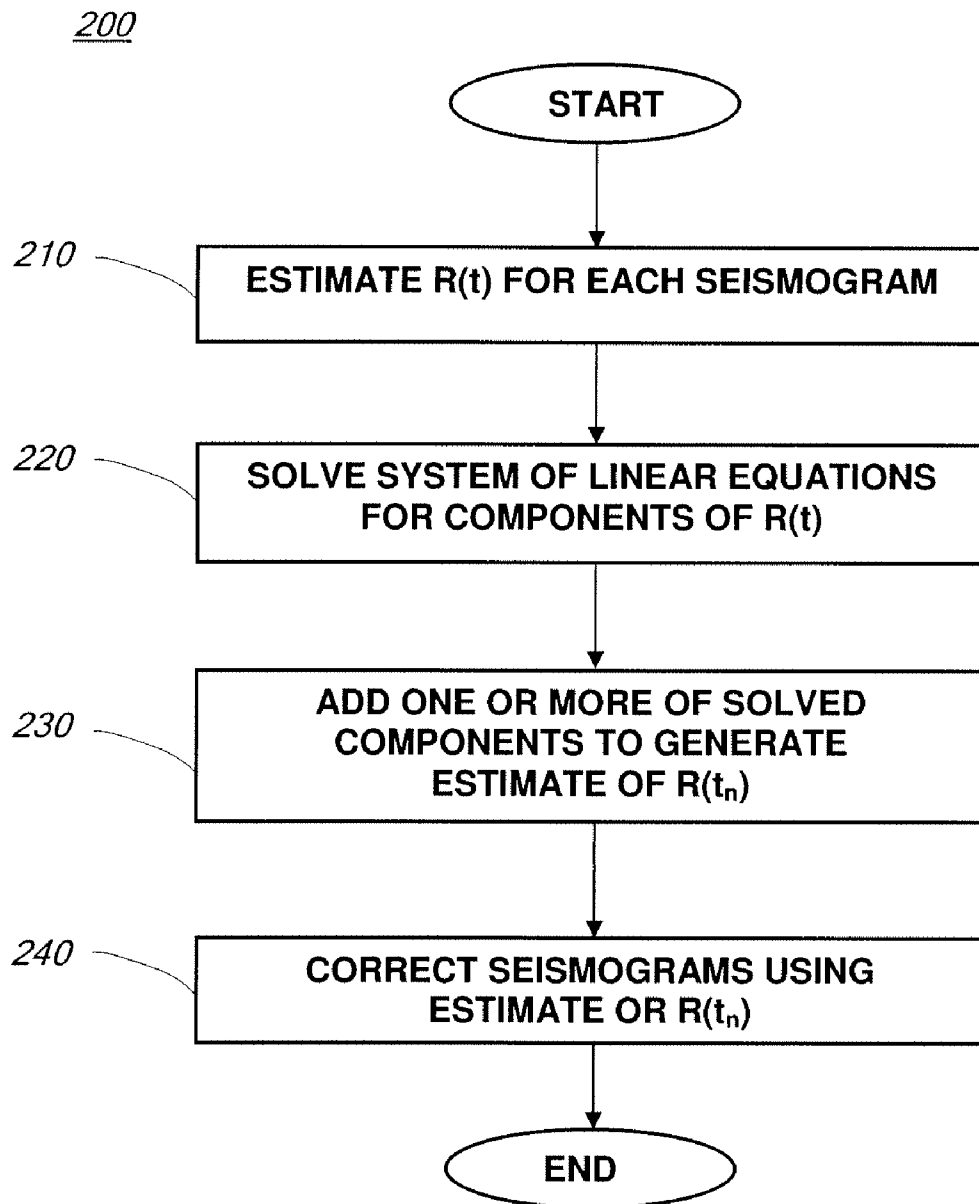 200
START
210
ESTIMATE R(t) FOR EACH SEISMOGRAM
220
SOLVE SYSTEM OF LINEAR EQUATIONS
FOR COMPONENTS OF R(t)
230
ADD ONE OR MORE OF SOLVED
COMPONENTS TO GENERATE
ESTIMATE OF R(tₙ)
240
CORRECT SEISMOGRAMS USING
ESTIMATE OR R(tₙ)
END